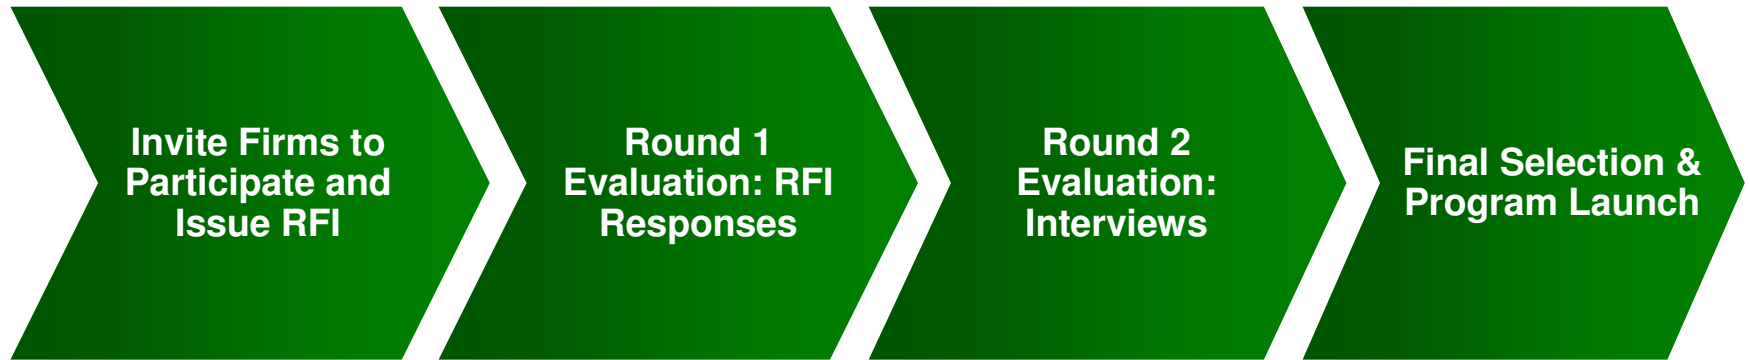 Invite Firms to
Participate and
Issue RFI
Round 1
Evaluation: RFI
Responses
Round 2
Evaluation:
Interviews
Final Selection &
Program Launch